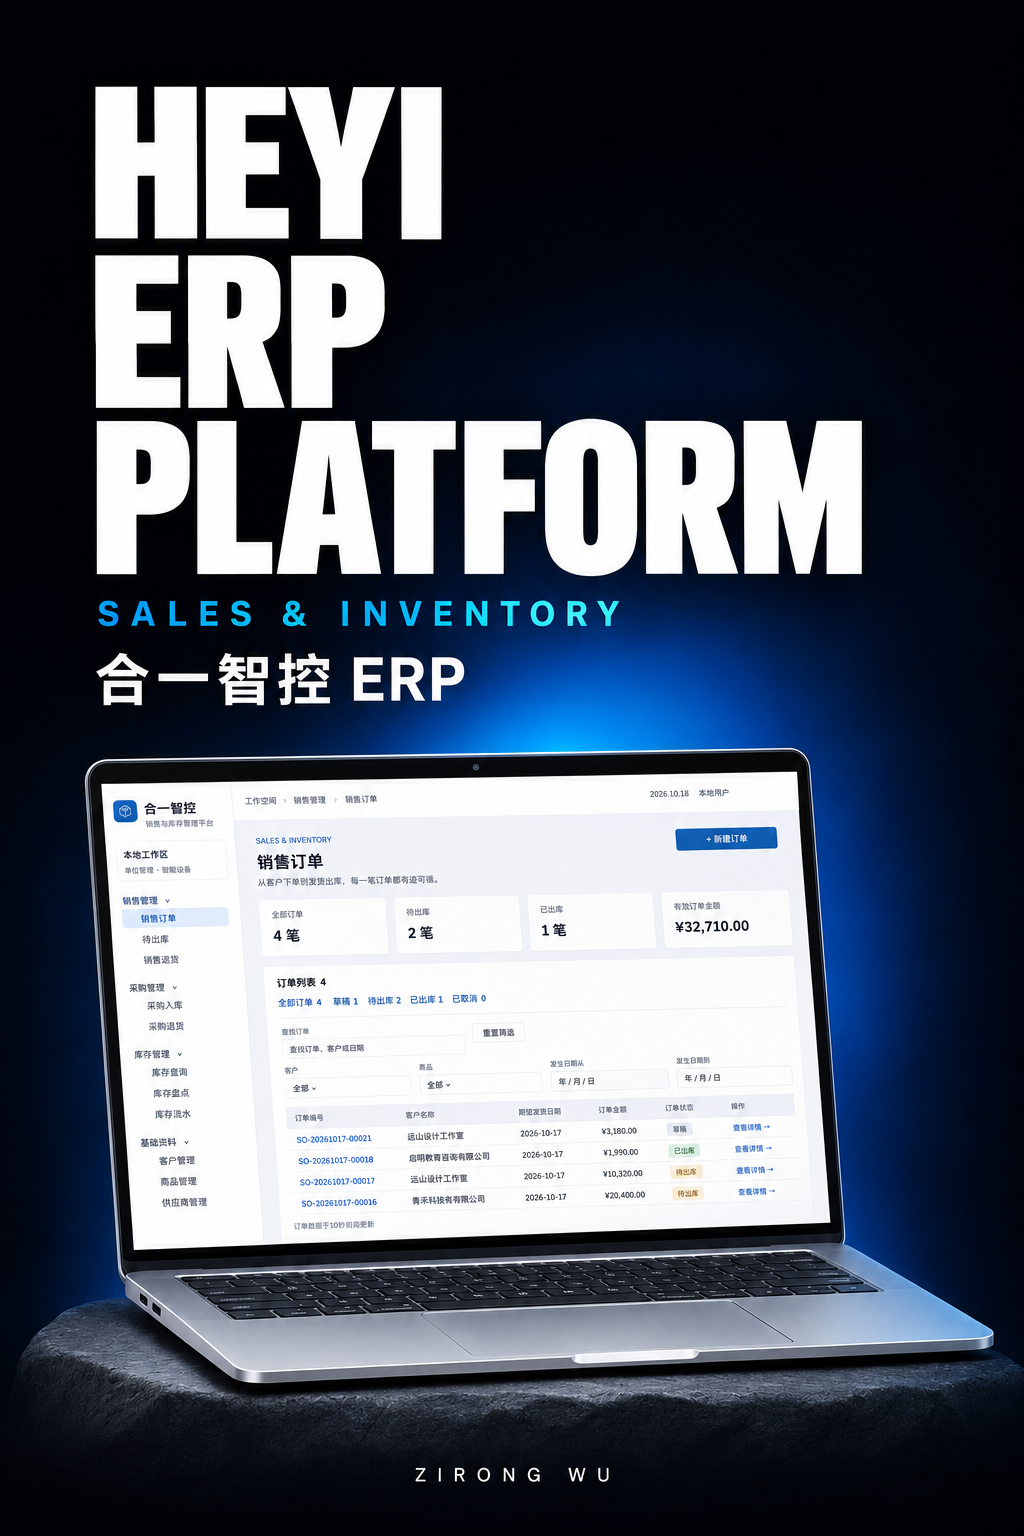 HEYI
ERP
PLATFORM
SALES & INVENTORY
合一智控 ERP
合一智控
销售与库存管理平台
本地工作区
单位管理 · 智能设备
销售管理
销售订单
待出库
销售退货
采购管理
采购入库
采购退货
库存管理
库存查询
库存盘点
库存流水
基础资料
客户管理
商品管理
供应商管理
工作空间 › 销售管理 › 销售订单
2026.10.18 本地用户
SALES & INVENTORY
销售订单
+ 新建订单
从客户下单到发货出库，每一笔订单都有迹可循。
全部订单
4 笔
待出库
2 笔
已出库
1 笔
有效订单金额
¥32,710.00
订单列表 4
全部订单 4 草稿 1 待出库 2 已出库 1 已取消 0
查找订单
查找订单、客户或日期
重置筛选
客户 商品 发生日期从 发生日期到
全部 全部 年 / 月 / 日 年 / 月 / 日
订单编号 客户名称 期望发货日期 订单金额 订单状态 操作
SO-20261017-00021 远山设计工作室 2026-10-17 ¥3,180.00 草稿 查看详情 →
SO-20261017-00018 启明教育咨询有限公司 2026-10-17 ¥1,990.00 已出库 查看详情 →
SO-20261017-00017 远山设计工作室 2026-10-17 ¥10,320.00 待出库 查看详情 →
SO-20261017-00016 青禾科技有限公司 2026-10-17 ¥20,400.00 待出库 查看详情 →
订单数据于10秒前更新
ZIRONG WU